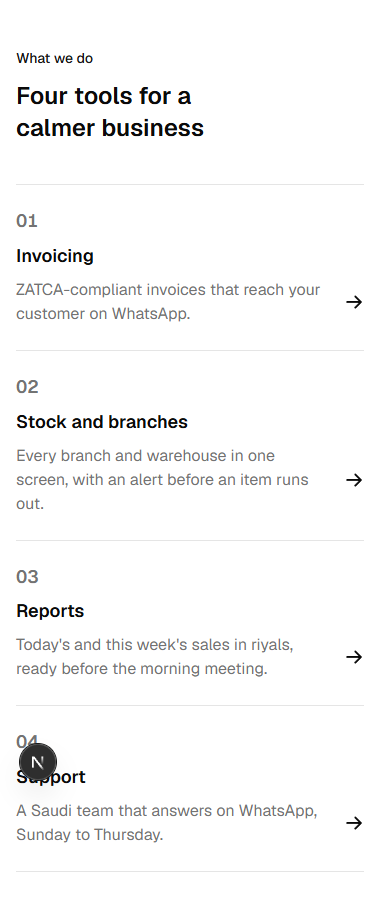 What we do
Four tools for a
calmer business
01
Invoicing
ZATCA-compliant invoices that reach your
customer on WhatsApp.
02
Stock and branches
Every branch and warehouse in one
screen, with an alert before an item runs
out.
03
Reports
Today's and this week's sales in riyals,
ready before the morning meeting.
04
N
Support
A Saudi team that answers on WhatsApp,
Sunday to Thursday.